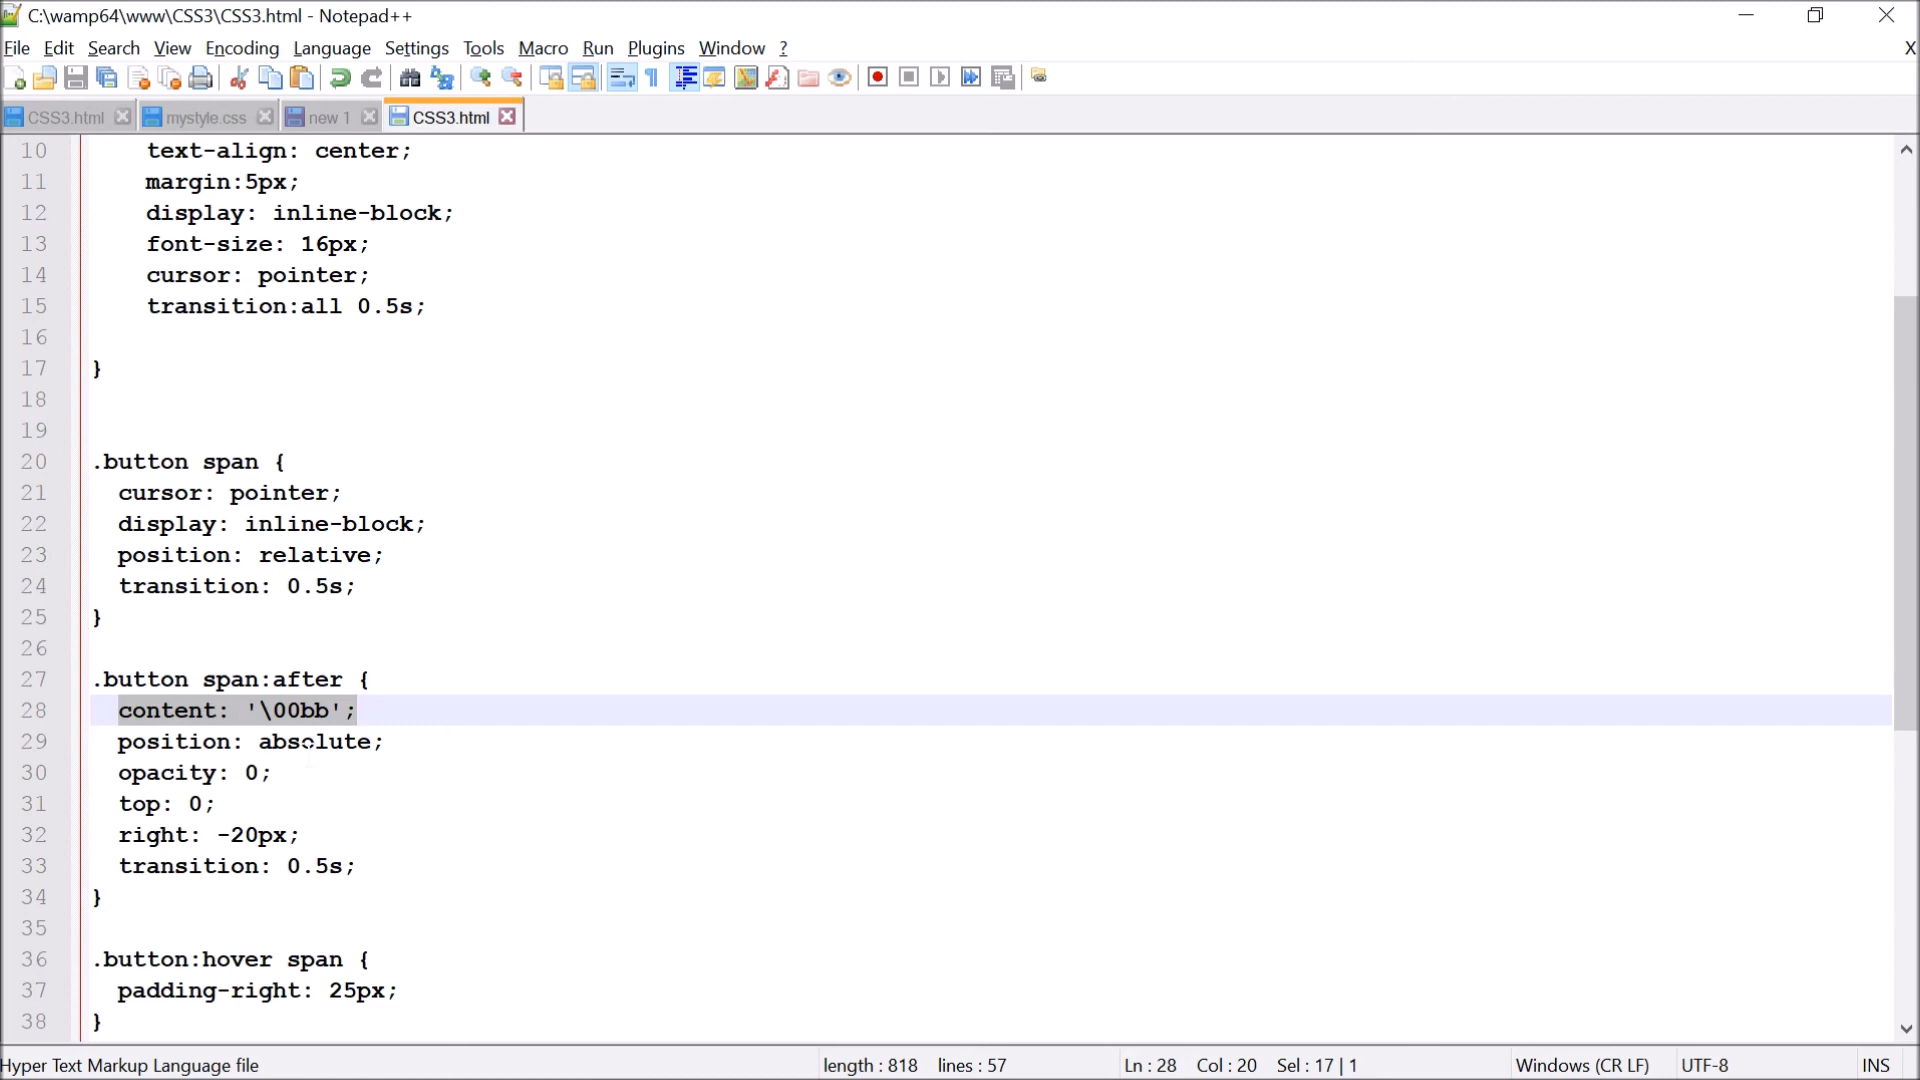 C:\wamp64\www\CSS3\CSS3.html - Notepad++
File Edit Search View Encoding Language Settings Tools Macro Run Plugins Window ? X
CSS3.html mystyle.css new 1 CSS3.html
10 text-align: center;
11 margin:5px;
12 display: inline-block;
13 font-size: 16px;
14 cursor: pointer;
15 transition:all 0.5s;
16
17 }
18
19
20 .button span {
21 cursor: pointer;
22 display: inline-block;
23 position: relative;
24 transition: 0.5s;
25 }
26
27 .button span:after {
28 content: '\00bb';
29 position: absolute;
30 opacity: 0;
31 top: 0;
32 right: -20px;
33 transition: 0.5s;
34 }
35
36 .button:hover span {
37 padding-right: 25px;
38 }
Hyper Text Markup Language file length : 818 lines : 57 Ln : 28 Col : 20 Sel : 17 | 1 Windows (CR LF) UTF-8 INS